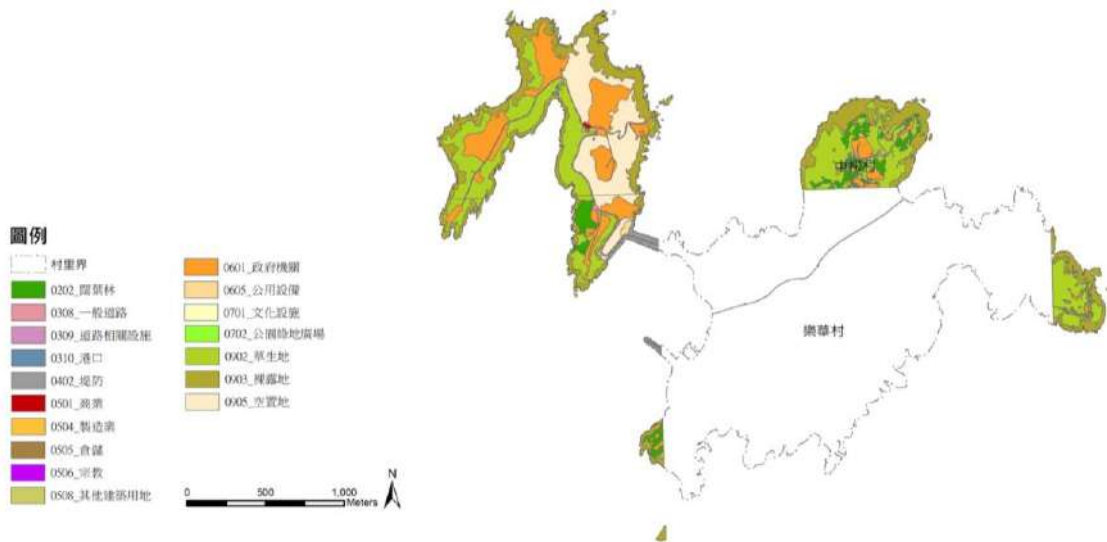 圖例
村里界
0202_闊葉林
0308_一般道路
0309_道路相關設施
0310_港口
0402_堤防
0501_商業
0504_製造業
0505_倉儲
0506_宗教
0508_其他建築用地
0601_政府機關
0605_公用設備
0701_文化設施
0702_公園綠地廣場
0902_草生地
0903_裸露地
0905_空置地
0 500 1,000
Meters
N
樂華村